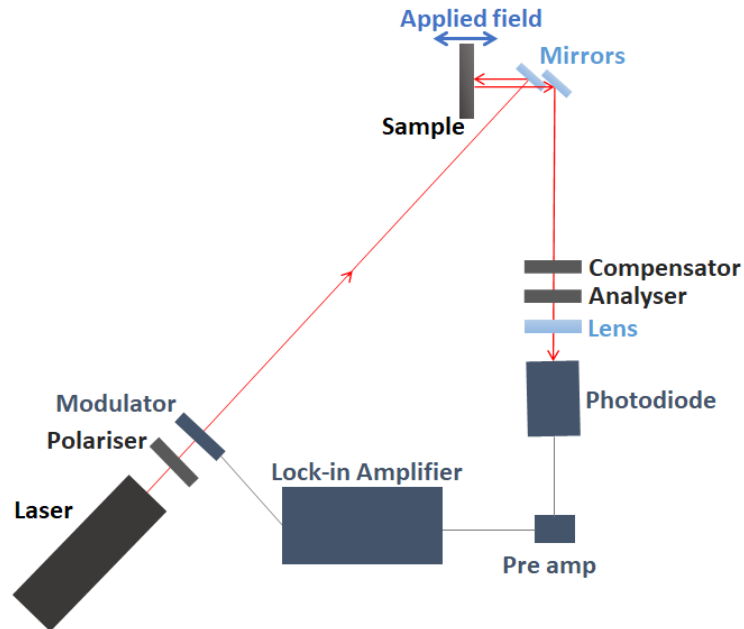 Applied field
Mirrors
Sample
Compensator
Analyser
Lens
Modulator
Photodiode
Polariser
Lock-in Amplifier
Laser
Pre amp